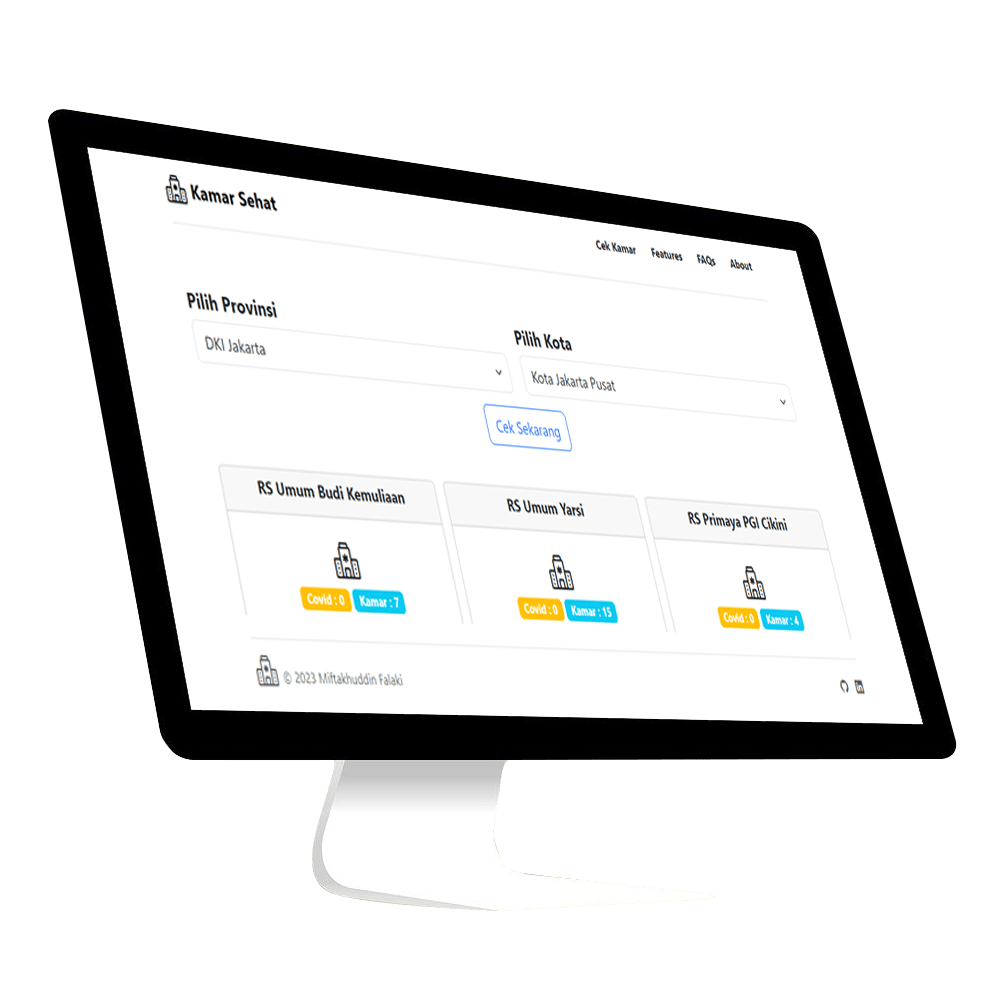 Kamar Sehat
Cek Kamar Features FAQs About
Pilih Provinsi
DKI Jakarta
Pilih Kota
Kota Jakarta Pusat
Cek Sekarang
RS Umum Budi Kemuliaan
Covid : 0 Kamar : 7
RS Umum Yarsi
Covid : 0 Kamar : 15
RS Primaya PGI Cikini
Covid : 0 Kamar : 4
© 2023 Miftakhuddin Falaki